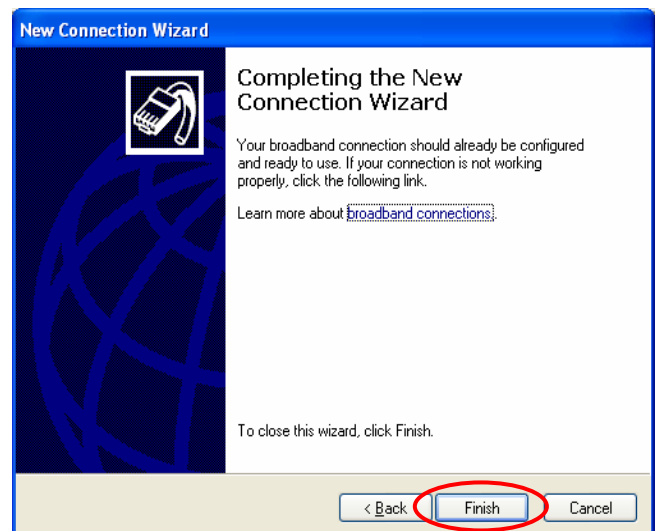 New Connection Wizard
Completing the New
Connection Wizard
Your broadband connection should already be configured
and ready to use. If your connection is not working
properly, click the following link.
Learn more about broadband connections.
To close this wizard, click Finish.
< Back
Finish
Cancel